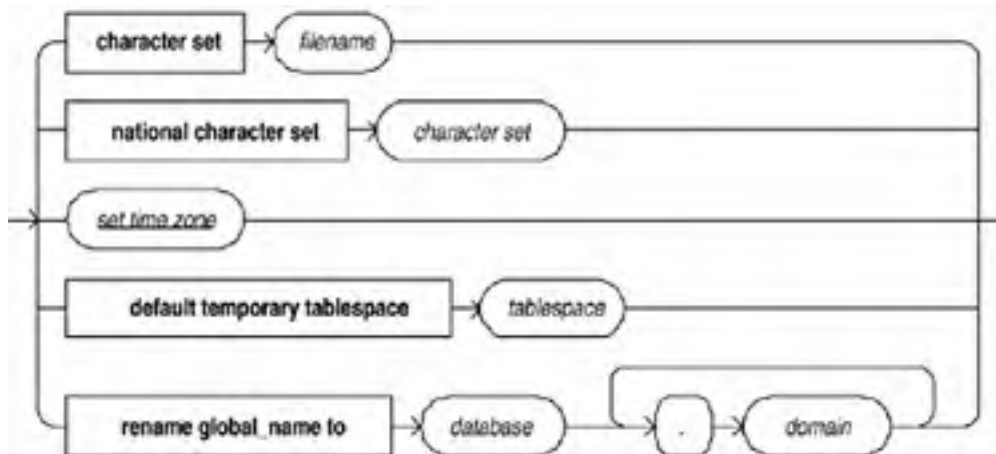 character set filename
national character set character set
set time zone
default temporary tablespace tablespace
rename global_name to database . domain